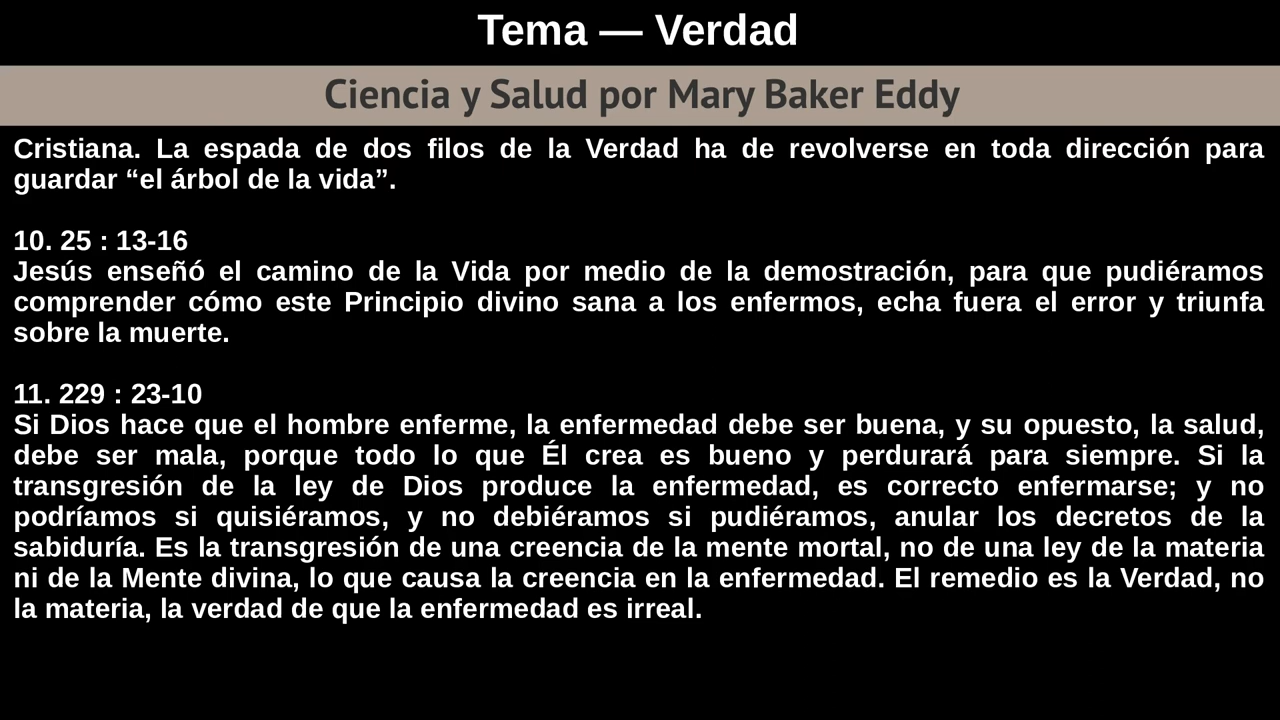 Tema — Verdad
Ciencia y Salud por Mary Baker Eddy
Cristiana. La espada de dos filos de la Verdad ha de revolverse en toda dirección para
guardar “el árbol de la vida”.
10. 25 : 13-16
Jesús enseñó el camino de la Vida por medio de la demostración, para que pudiéramos
comprender cómo este Principio divino sana a los enfermos, echa fuera el error y triunfa
sobre la muerte.
11. 229 : 23-10
Si Dios hace que el hombre enferme, la enfermedad debe ser buena, y su opuesto, la salud,
debe ser mala, porque todo lo que Él crea es bueno y perdurará para siempre. Si la
transgresión de la ley de Dios produce la enfermedad, es correcto enfermarse; y no
podríamos si quisiéramos, y no debiéramos si pudiéramos, anular los decretos de la
sabiduría. Es la transgresión de una creencia de la mente mortal, no de una ley de la materia
ni de la Mente divina, lo que causa la creencia en la enfermedad. El remedio es la Verdad, no
la materia, la verdad de que la enfermedad es irreal.